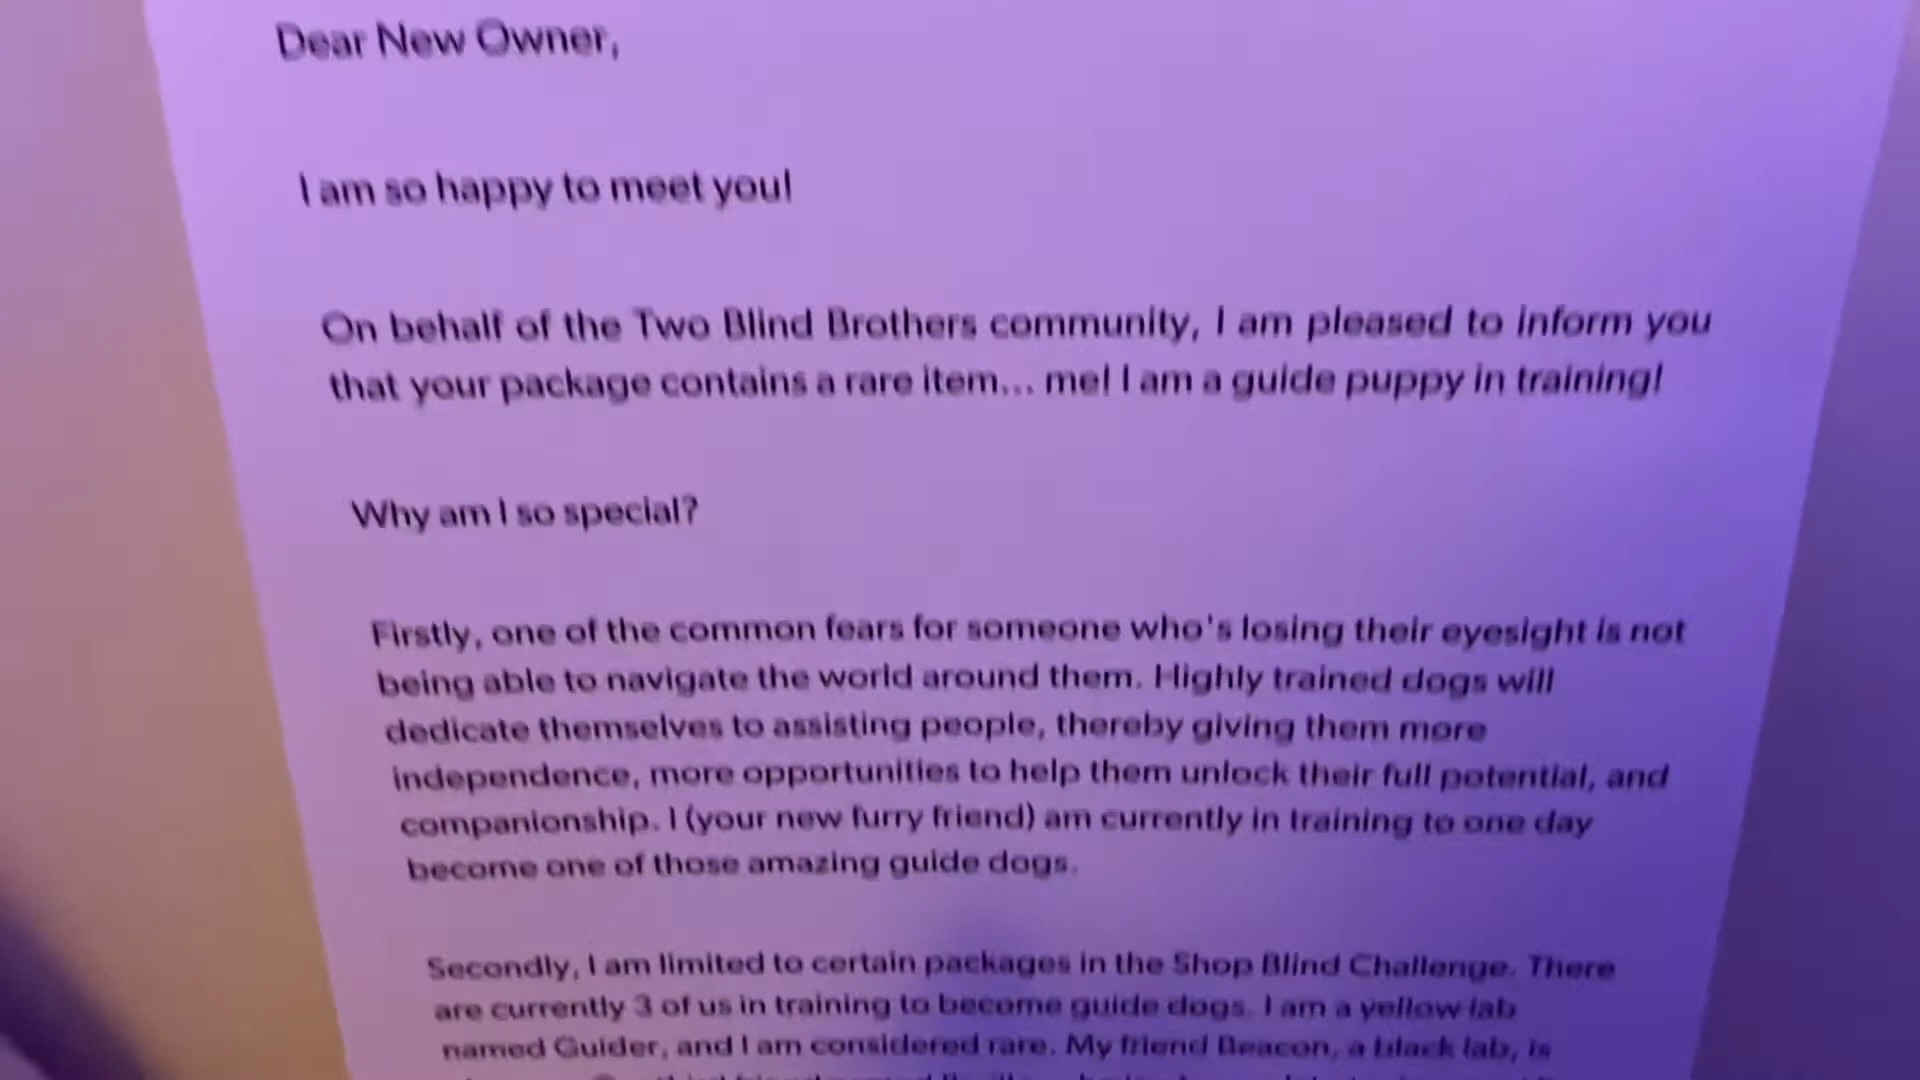 Dear New Owner,
I am so happy to meet you!
On behalf of the Two Blind Brothers community, I am pleased to inform you
that your package contains a rare item... me! I am a guide puppy in training!
Why am I so special?
Firstly, one of the common fears for someone who's losing their eyesight is not
being able to navigate the world around them. Highly trained dogs will
dedicate themselves to assisting people, thereby giving them more
independence, more opportunities to help them unlock their full potential, and
companionship. I (your new furry friend) am currently in training to one day
become one of those amazing guide dogs.
Secondly, I am limited to certain packages in the Shop Blind Challenge. There
are currently 3 of us in training to become guide dogs. I am a yellow lab
named Guider, and I am considered rare. My friend Beacon, a black lab, is